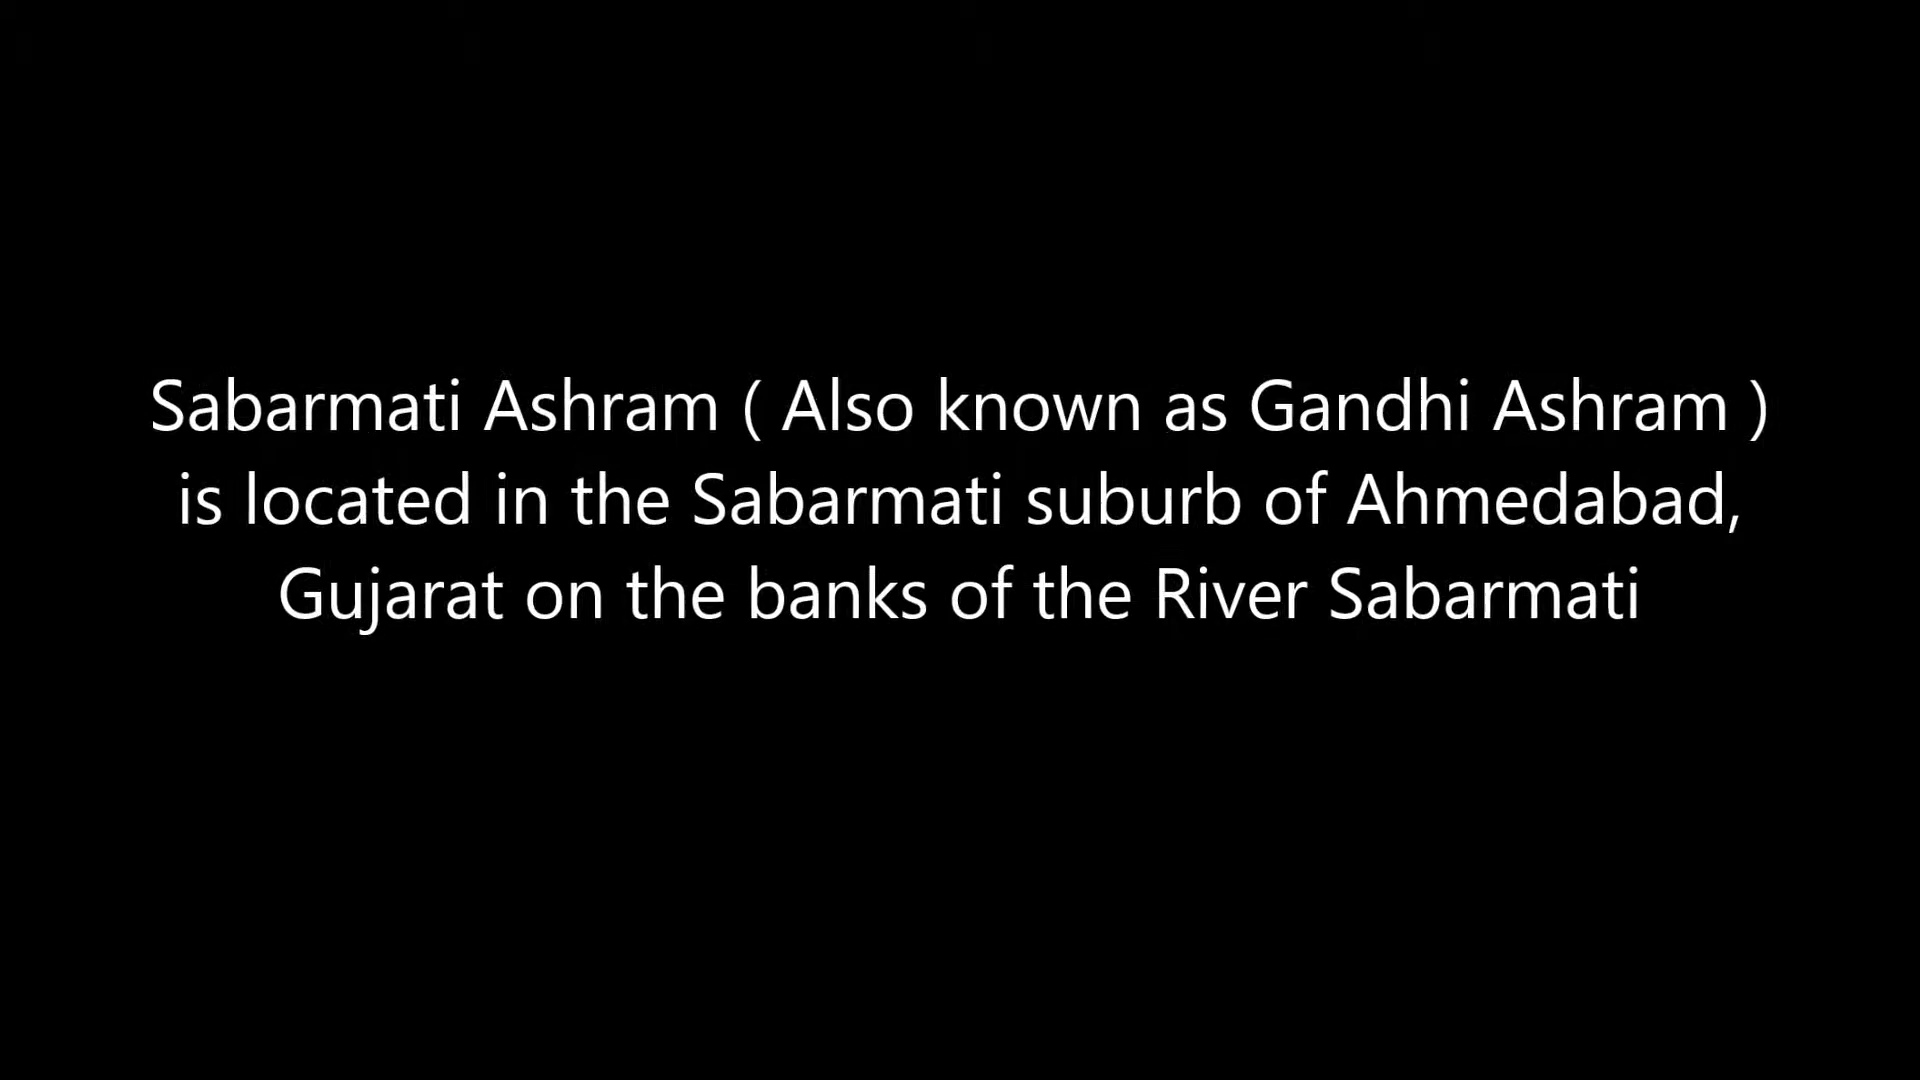 Sabarmati Ashram ( Also known as Gandhi Ashram )
is located in the Sabarmati suburb of Ahmedabad,
Gujarat on the banks of the River Sabarmati